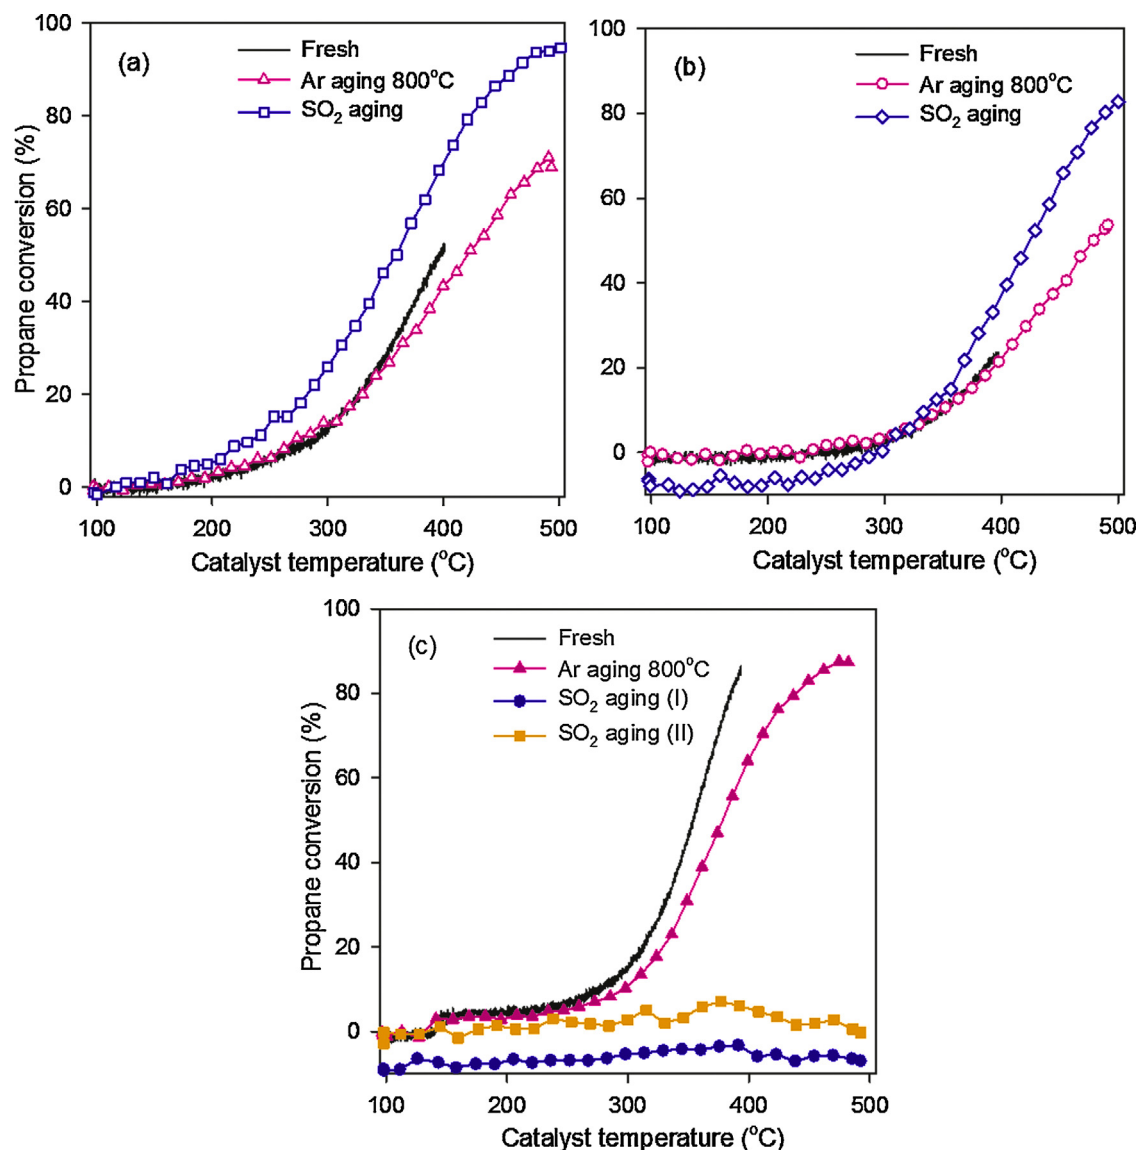 (a)
Fresh
Ar aging 800°C
SO₂ aging
Propane conversion (%)
100
80
60
40
20
0
100 200 300 400 500
Catalyst temperature (°C)
(b)
Fresh
Ar aging 800°C
SO₂ aging
100
80
60
40
20
0
100 200 300 400 500
Catalyst temperature (°C)
(c)
Fresh
Ar aging 800°C
SO₂ aging (I)
SO₂ aging (II)
Propane conversion (%)
100
80
60
40
20
0
100 200 300 400 500
Catalyst temperature (°C)